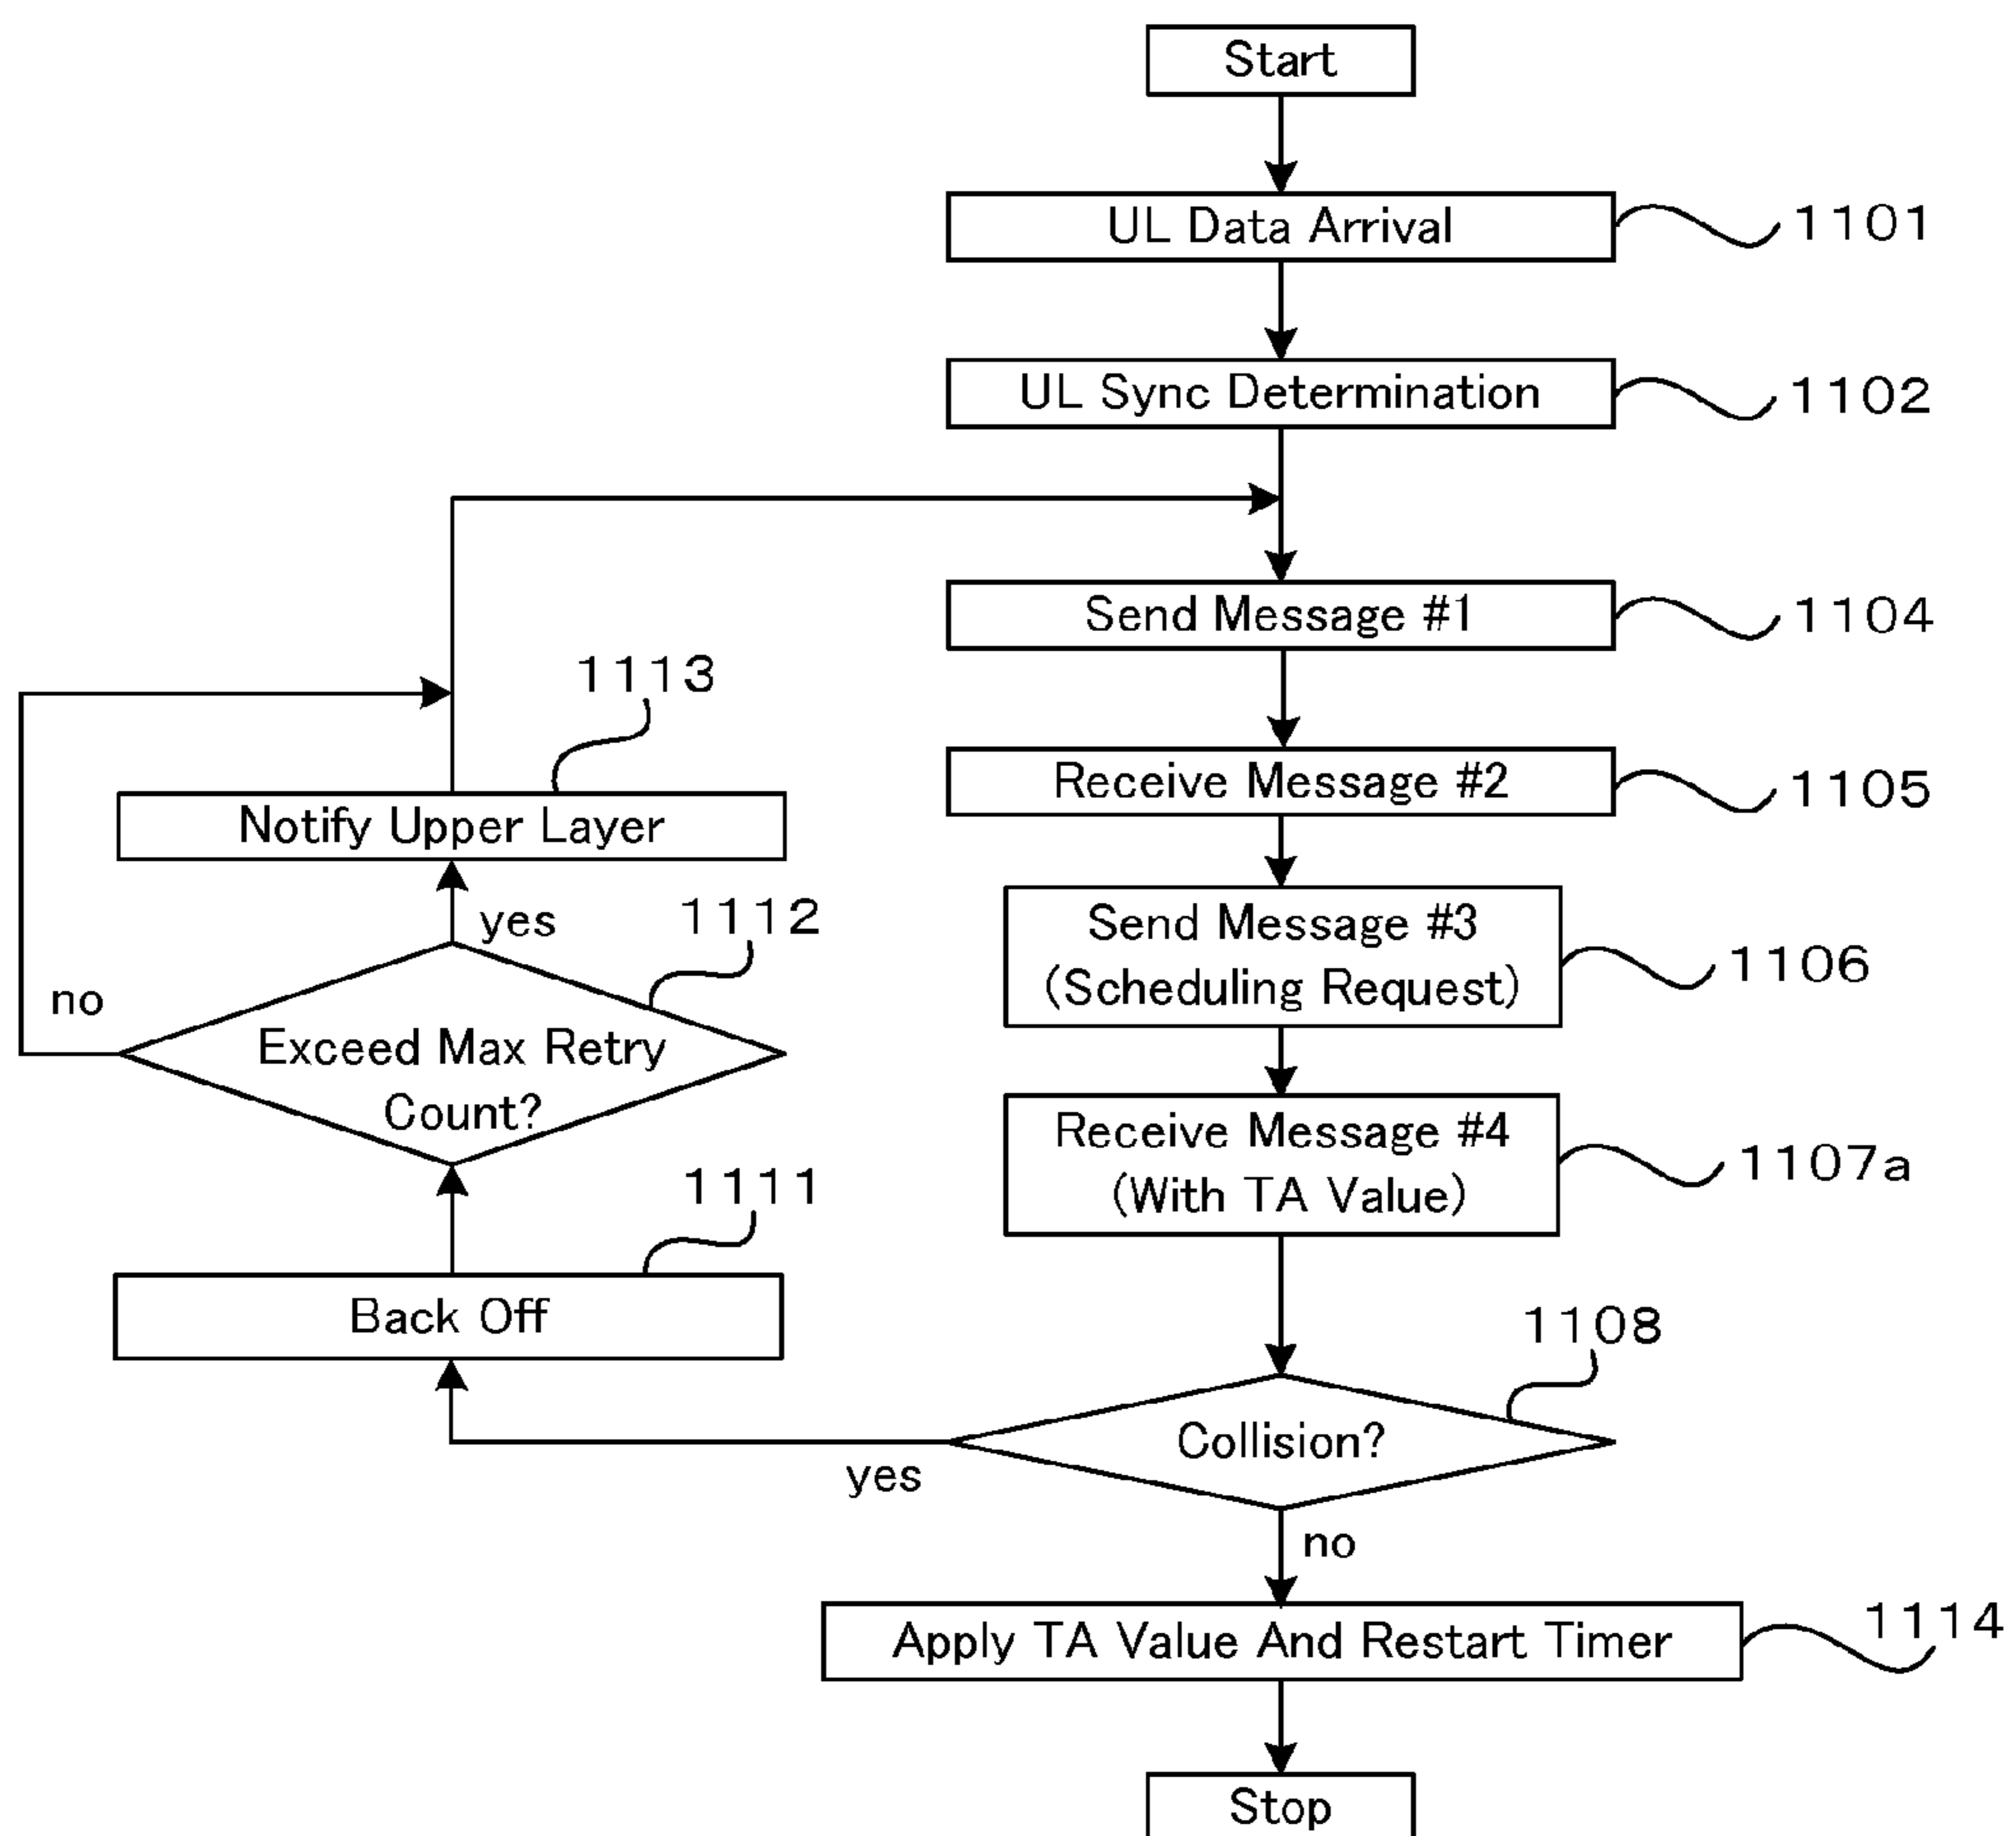 Start
UL Data Arrival
1101
UL Sync Determination
1102
Send Message #1
1104
Receive Message #2
1105
Send Message #3
(Scheduling Request)
1106
Receive Message #4
(With TA Value)
1107a
1108
Collision?
yes
no
1111
Back Off
1112
Exceed Max Retry
Count?
no
yes
1113
Notify Upper Layer
Apply TA Value And Restart Timer
1114
Stop